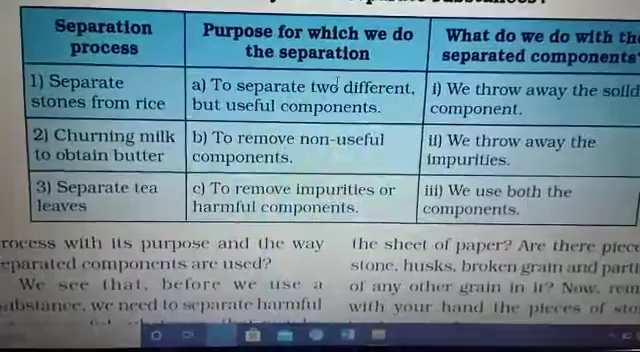 Separation process
Purpose for which we do the separation
What do we do with the separated components?
1) Separate stones from rice
a) To separate two different, but useful components.
i) We throw away the solid component.
2) Churning milk to obtain butter
b) To remove non-useful components.
ii) We throw away the impurities.
3) Separate tea leaves
c) To remove impurities or harmful components.
iii) We use both the components.
rocess with its purpose and the way
eparated components are used?
We see that, before we use a
ubstance, we need to separate harmful
the sheet of paper? Are there piece
stone, husks, broken grain and parti
of any other grain in it? Now, rem
with your hand the pieces of sto